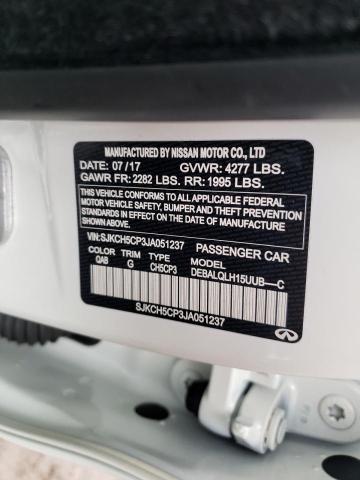 MANUFACTURED BY NISSAN MOTOR CO., LTD
DATE: 07/17 GVWR: 4277 LBS.
GAWR FR: 2282 LBS. RR: 1995 LBS.
THIS VEHICLE CONFORMS TO ALL APPLICABLE FEDERAL
MOTOR VEHICLE SAFETY, BUMPER AND THEFT PREVENTION
STANDARDS IN EFFECT ON THE DATE OF MANUFACTURE
SHOWN ABOVE.
VIN:SJKCH5CP3JA051237 PASSENGER CAR
COLOR TRIM TYPE MODEL
QAB G CH5CP3 DEBALQLH15UUB---C
SJKCH5CP3JA051237